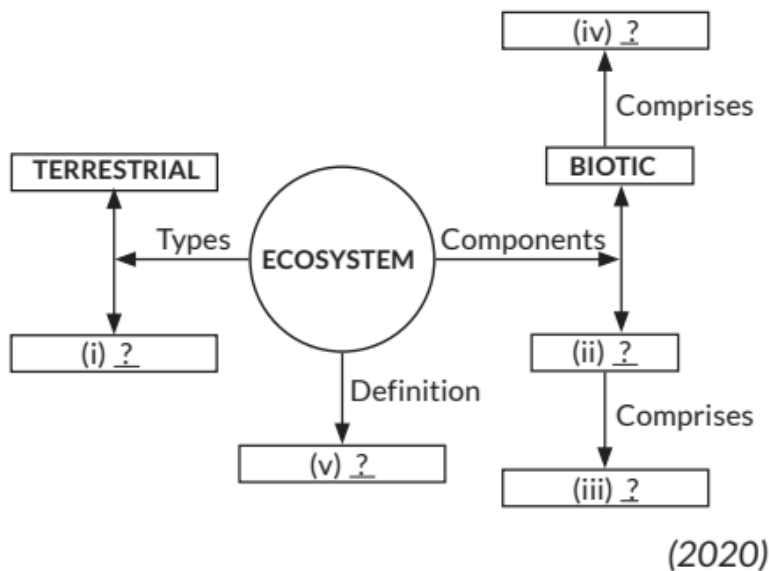 (iv) ?
Comprises
TERRESTRIAL
BIOTIC
Types
ECOSYSTEM
Components
(i) ?
(ii) ?
Definition
Comprises
(v) ?
(iii) ?
(2020)